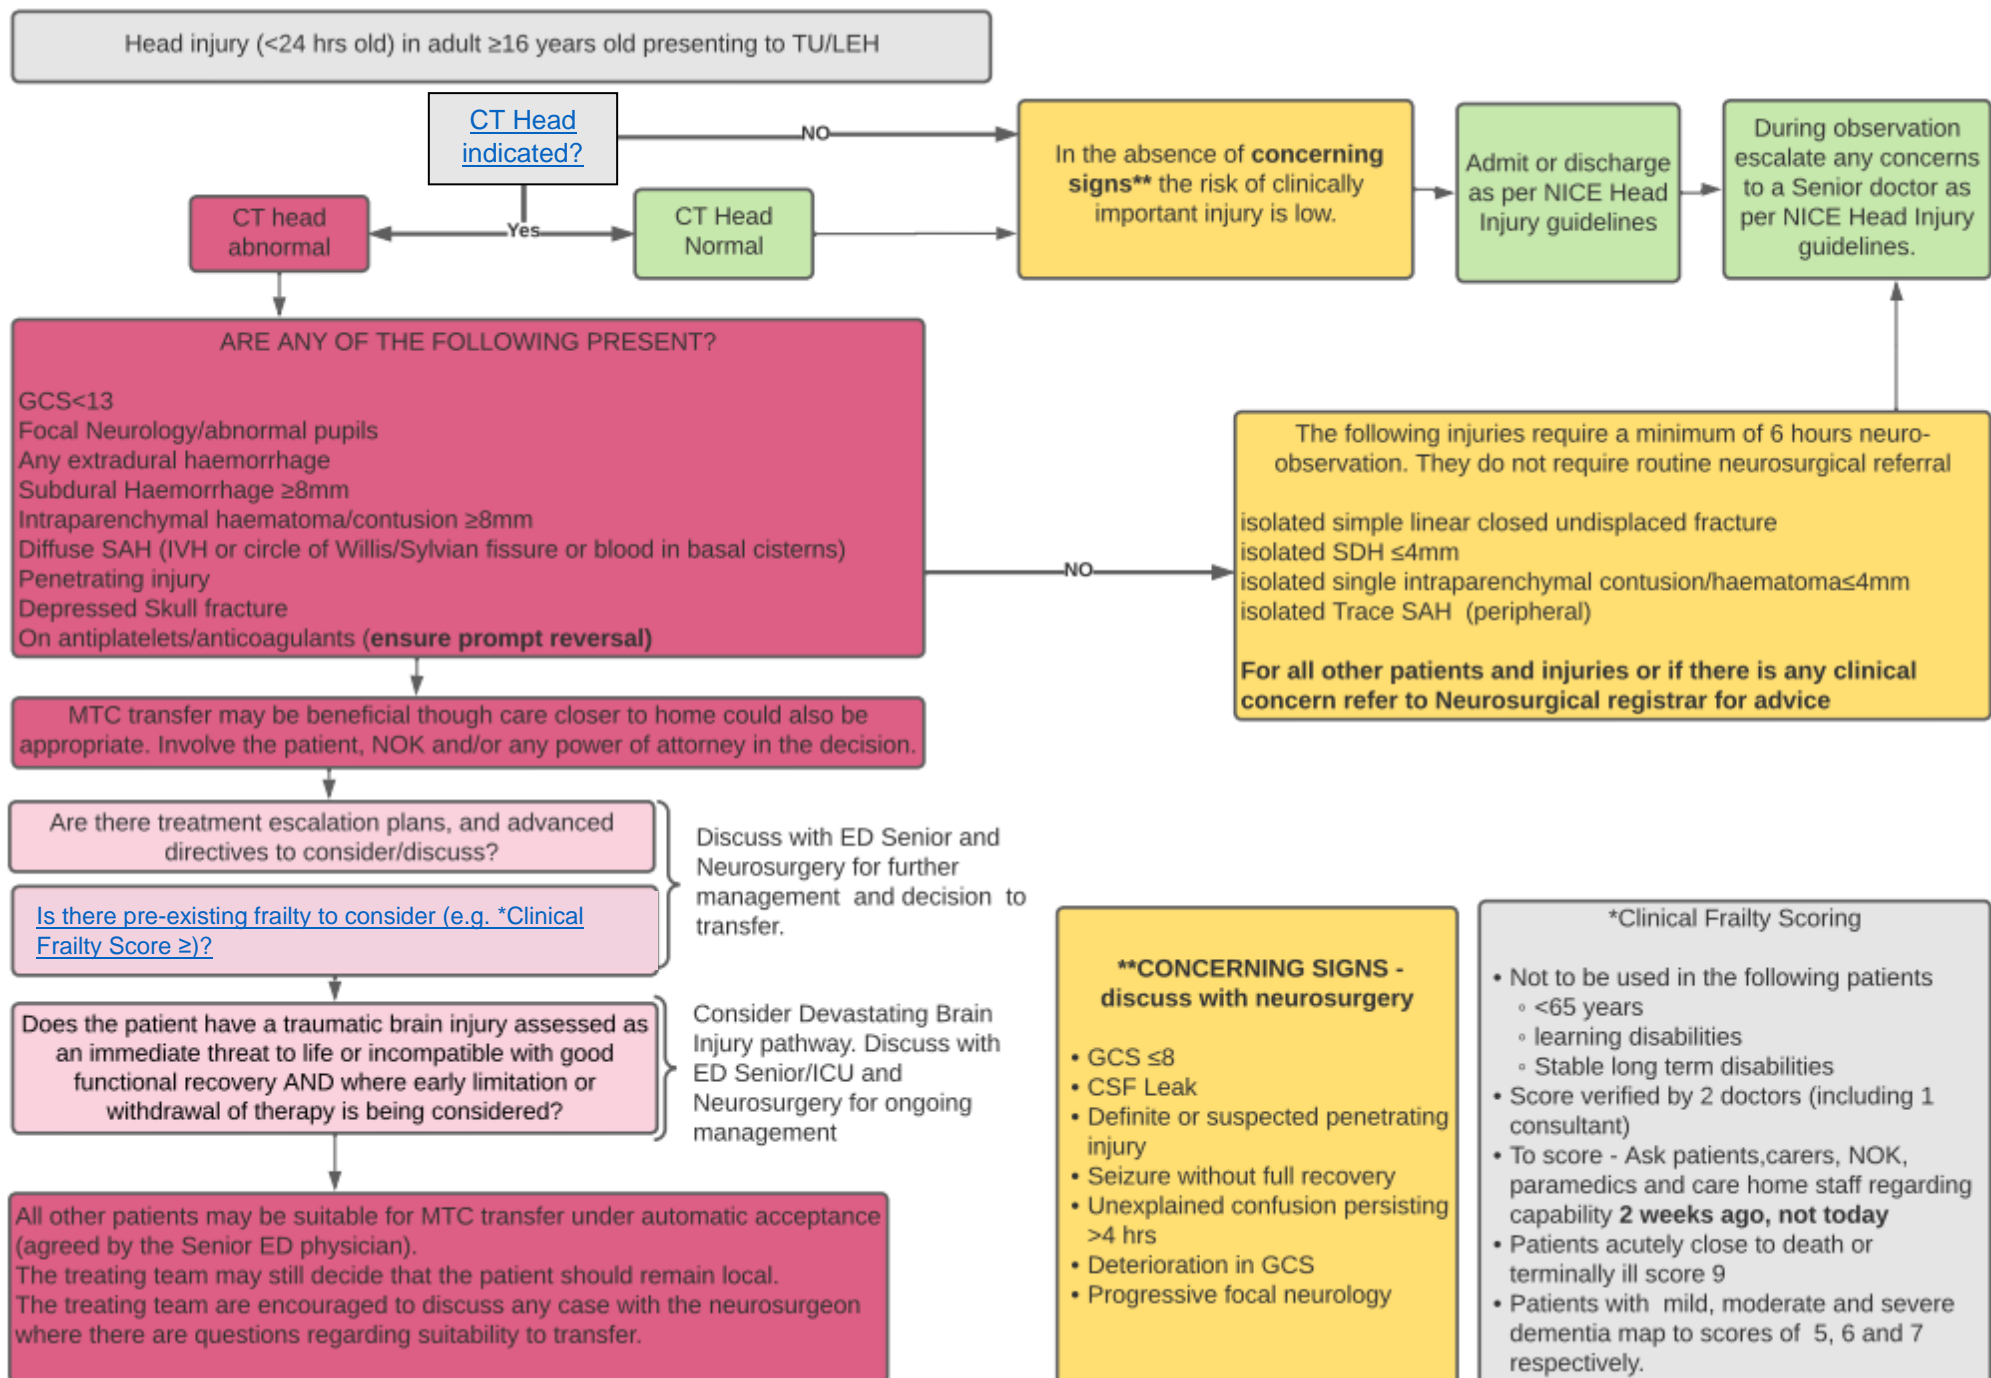 Head injury (<24 hrs old) in adult ≥16 years old presenting to TU/LEH
CT Head
indicated?
NO
Yes
CT head
abnormal
CT Head
Normal
In the absence of concerning
signs** the risk of clinically
important injury is low.
Admit or discharge
as per NICE Head
Injury guidelines
During observation
escalate any concerns
to a Senior doctor as
per NICE Head Injury
guidelines.
ARE ANY OF THE FOLLOWING PRESENT?
GCS<13
Focal Neurology/abnormal pupils
Any extradural haemorrhage
Subdural Haemorrhage ≥8mm
Intraparenchymal haematoma/contusion ≥8mm
Diffuse SAH (IVH or circle of Willis/Sylvian fissure or blood in basal cisterns)
Penetrating injury
Depressed Skull fracture
On antiplatelets/anticoagulants (ensure prompt reversal)
NO
The following injuries require a minimum of 6 hours neuro-
observation. They do not require routine neurosurgical referral
isolated simple linear closed undisplaced fracture
isolated SDH ≤4mm
isolated single intraparenchymal contusion/haematoma≤4mm
isolated Trace SAH (peripheral)
For all other patients and injuries or if there is any clinical
concern refer to Neurosurgical registrar for advice
MTC transfer may be beneficial though care closer to home could also be
appropriate. Involve the patient, NOK and/or any power of attorney in the decision.
Are there treatment escalation plans, and advanced
directives to consider/discuss?
Is there pre-existing frailty to consider (e.g. *Clinical
Frailty Score ≥)?
Discuss with ED Senior and
Neurosurgery for further
management and decision to
transfer.
Does the patient have a traumatic brain injury assessed as
an immediate threat to life or incompatible with good
functional recovery AND where early limitation or
withdrawal of therapy is being considered?
Consider Devastating Brain
Injury pathway. Discuss with
ED Senior/ICU and
Neurosurgery for ongoing
management
All other patients may be suitable for MTC transfer under automatic acceptance
(agreed by the Senior ED physician).
The treating team may still decide that the patient should remain local.
The treating team are encouraged to discuss any case with the neurosurgeon
where there are questions regarding suitability to transfer.
**CONCERNING SIGNS -
discuss with neurosurgery
• GCS ≤8
• CSF Leak
• Definite or suspected penetrating
injury
• Seizure without full recovery
• Unexplained confusion persisting
>4 hrs
• Deterioration in GCS
• Progressive focal neurology
*Clinical Frailty Scoring
• Not to be used in the following patients
◦ <65 years
◦ learning disabilities
◦ Stable long term disabilities
• Score verified by 2 doctors (including 1
consultant)
• To score - Ask patients,carers, NOK,
paramedics and care home staff regarding
capability 2 weeks ago, not today
• Patients acutely close to death or
terminally ill score 9
• Patients with mild, moderate and severe
dementia map to scores of 5, 6 and 7
respectively.